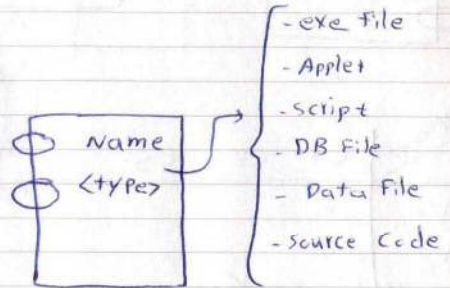 - exe file
- Applet
- script
- DB File
- Data File
- source Code
Name
<type>